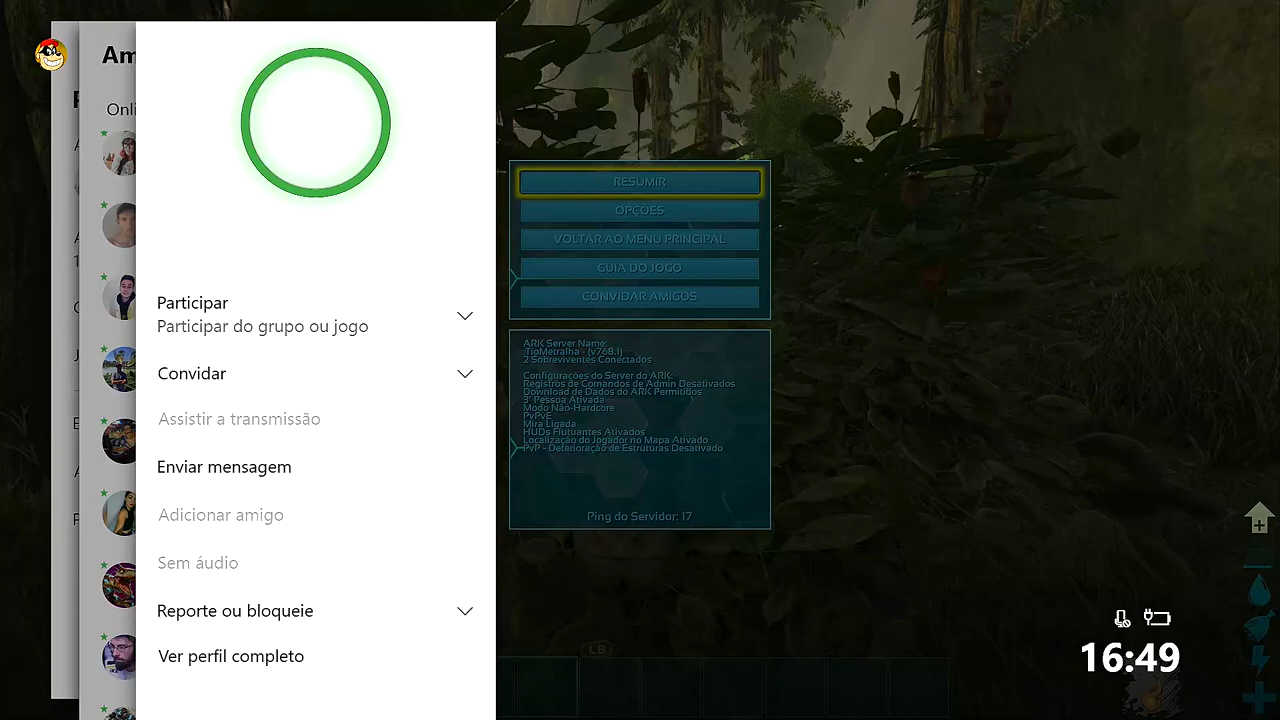 Am
Onli
Participar
Participar do grupo ou jogo
Convidar
Assistir a transmissão
Enviar mensagem
Adicionar amigo
Sem áudio
Reporte ou bloqueie
Ver perfil completo
RESUMIR
OPÇÕES
VOLTAR AO MENU PRINCIPAL
GUIA DO JOGO
CONVIDAR AMIGOS
ARK Server Name:
TioMetralha - (v768.1)
2 Sobreviventes Conectados
Configurações do Server do ARK:
Registros de Comandos de Admin Desativados
Download de Dados do ARK Permitidos
3ª Pessoa Ativada
Modo Não-Hardcore
PvPvE
Mira Ligada
HUDs Flutuantes Ativados
Localização do Jogador no Mapa Ativado
PvP - Deterioração de Estruturas Desativado
Ping do Servidor: 17
LB
16:49